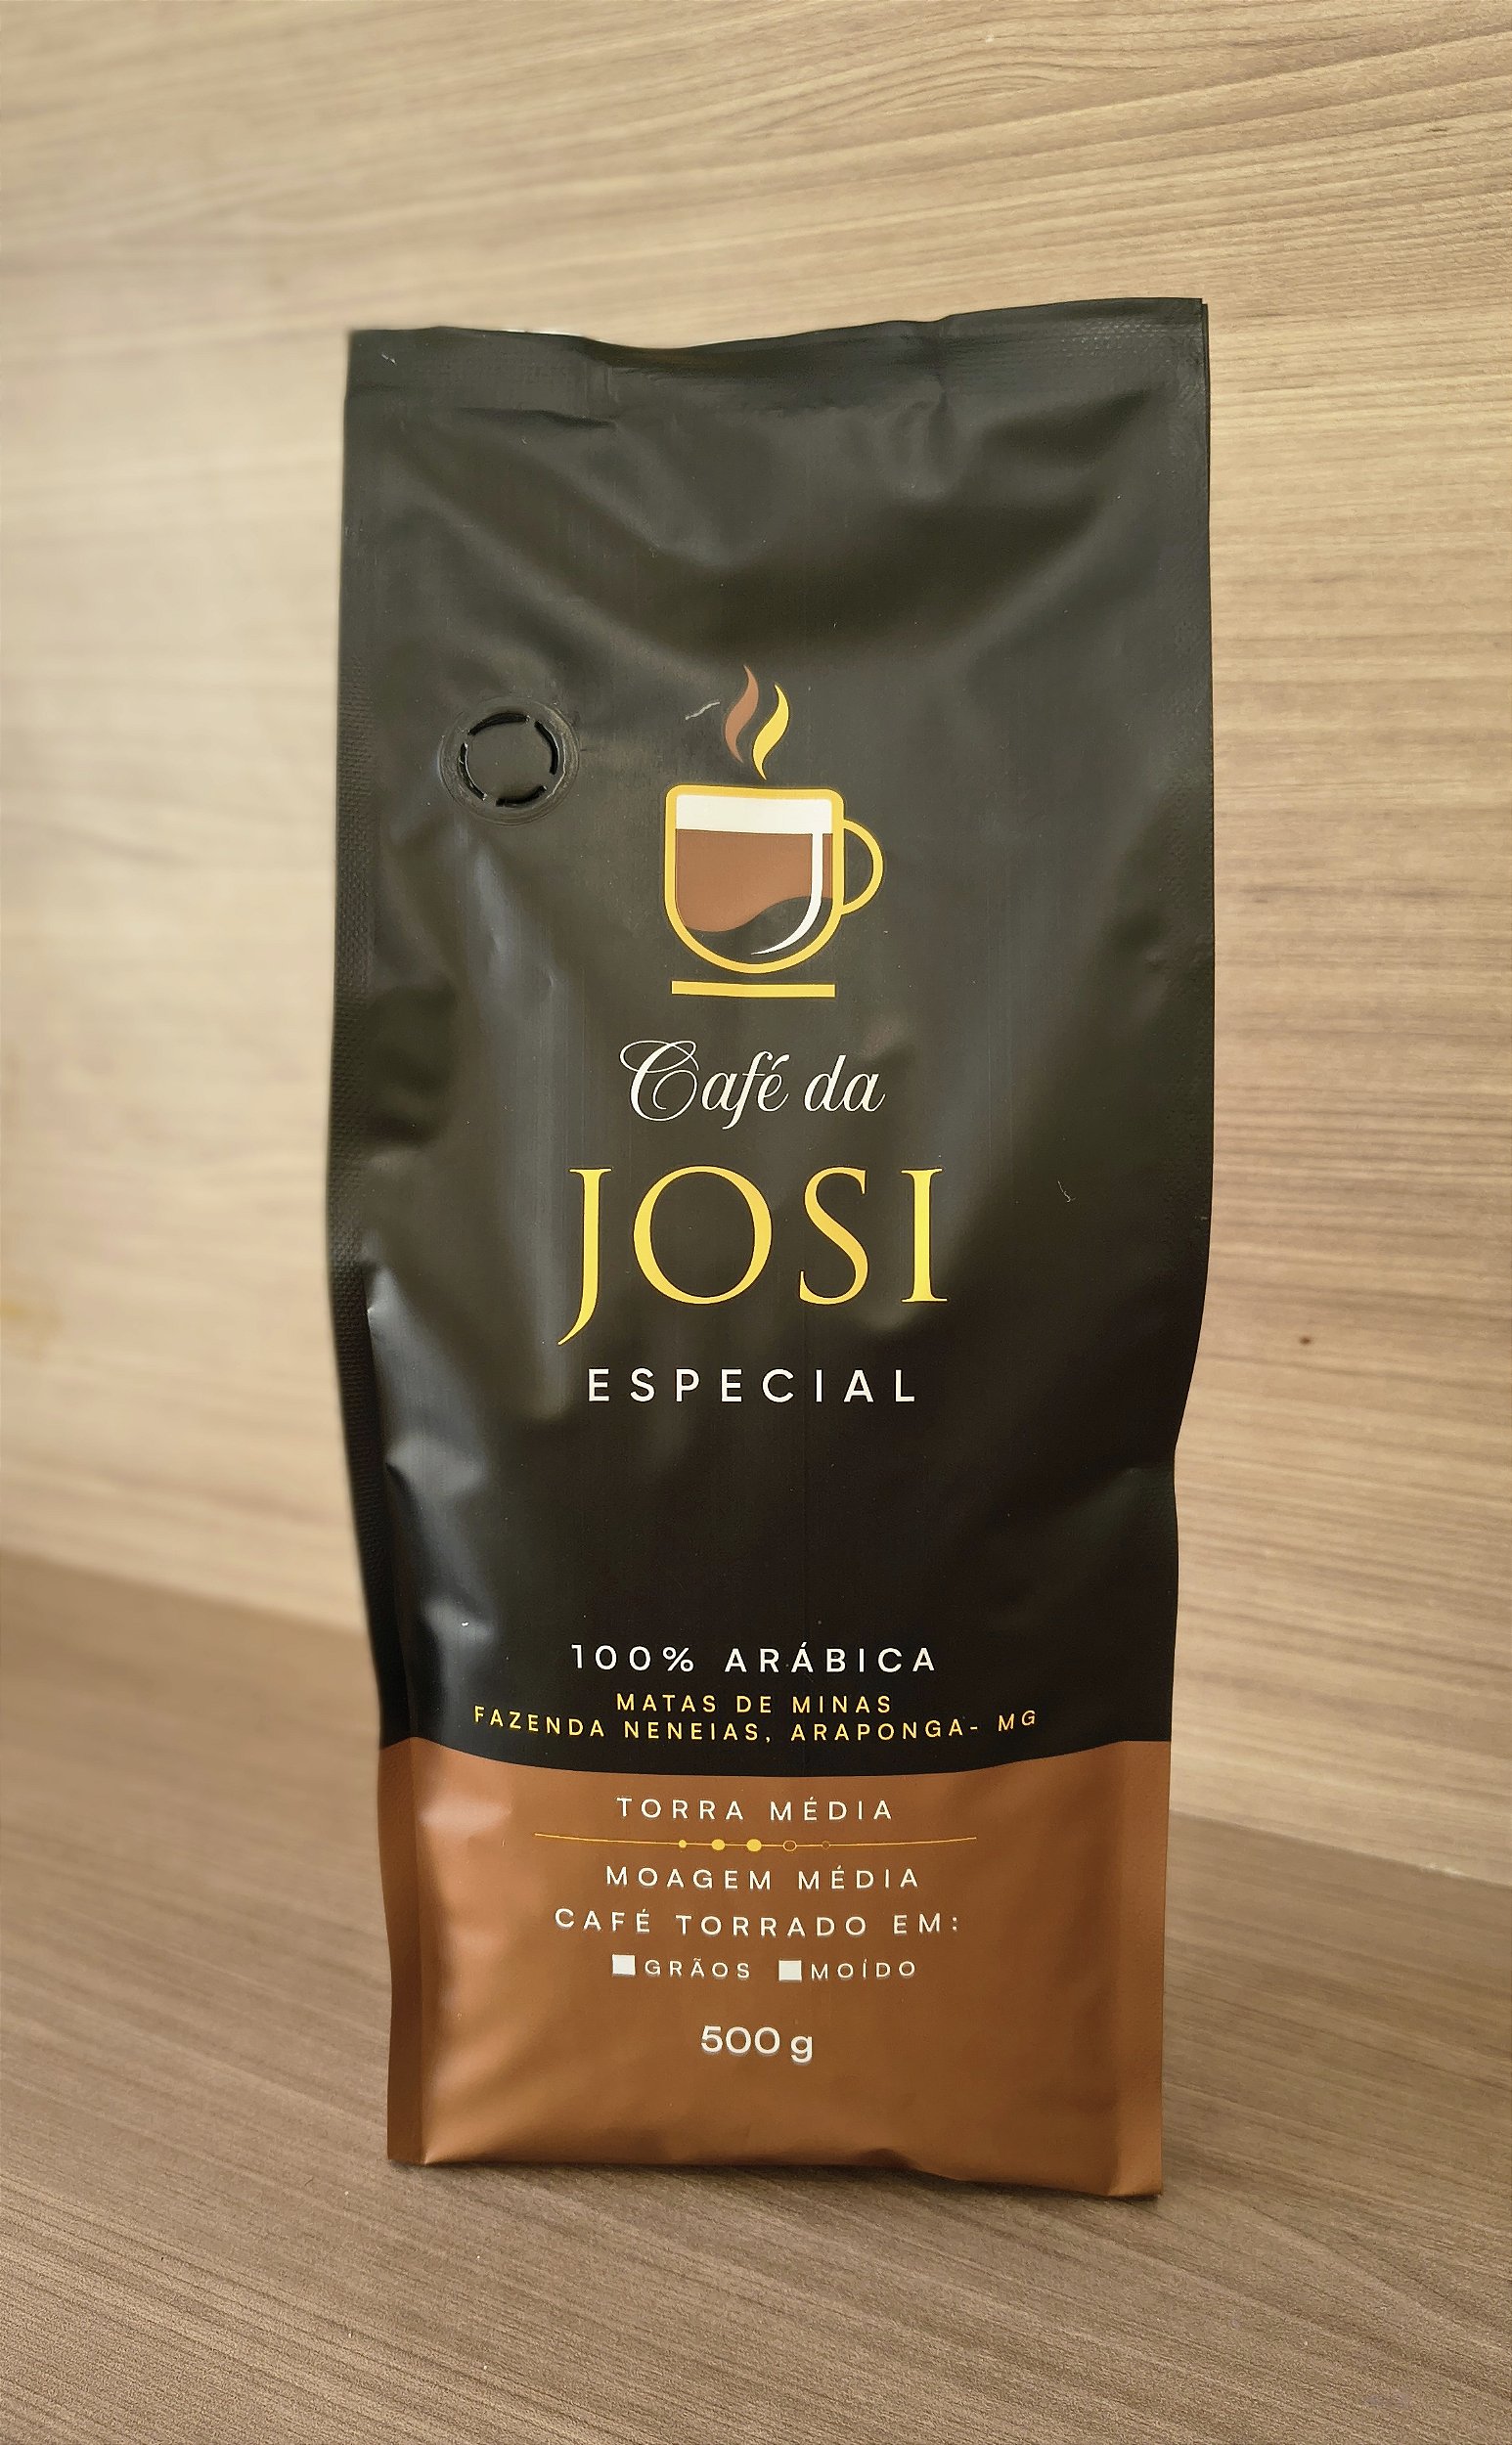 Café da
JOSI
ESPECIAL
100% ARÁBICA
MATAS DE MINAS
FAZENDA NENEIAS, ARAPONGA- MG
TORRA MÉDIA
MOAGEM MÉDIA
CAFÉ TORRADO EM:
GRÃOS MOÍDO
500 g